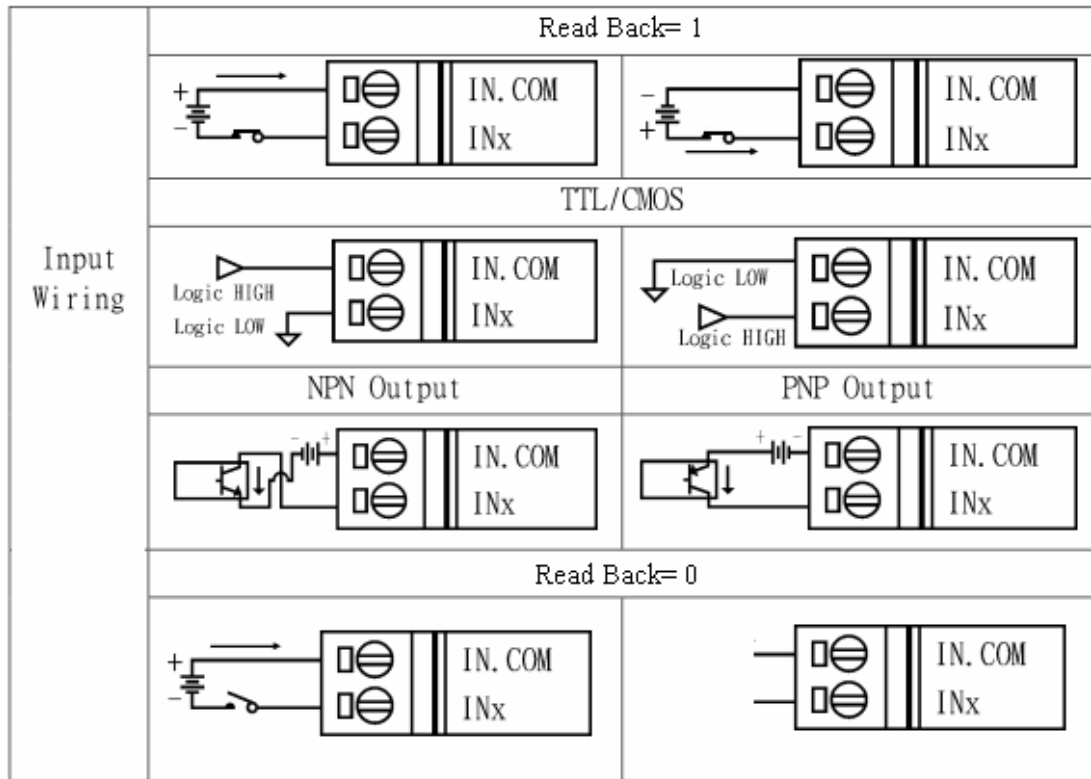 Read Back= 1
+
-
IN. COM
INx
-
+
IN. COM
INx
TTL/CMOS
Input
Wiring
Logic HIGH
Logic LOW
IN. COM
INx
Logic LOW
Logic HIGH
IN. COM
INx
NPN Output
PNP Output
- +
IN. COM
INx
+ -
IN. COM
INx
Read Back= 0
+
-
IN. COM
INx
IN. COM
INx